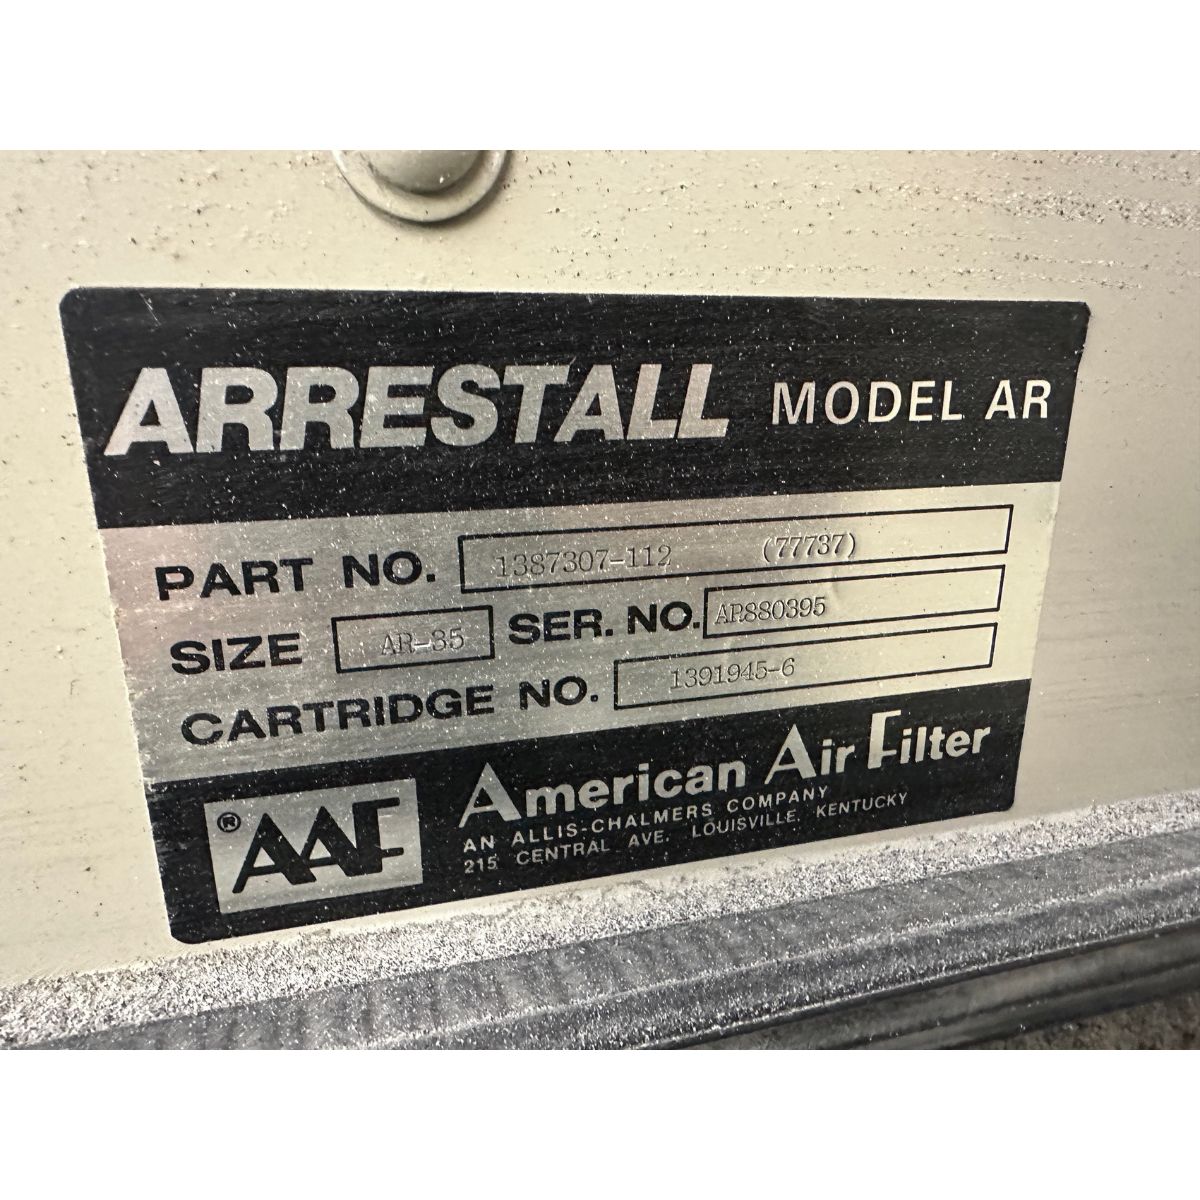 ARRESTALL MODEL AR
PART NO. 1387307-112 (77737)
SIZE AR-35 SER. NO. AR880395
CARTRIDGE NO. 1391945-6
® AAF American Air Filter
AN ALLIS-CHALMERS COMPANY
215 CENTRAL AVE. LOUISVILLE, KENTUCKY